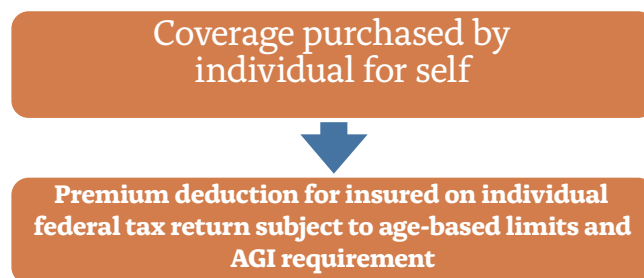 Coverage purchased by
individual for self
Premium deduction for insured on individual
federal tax return subject to age-based limits and
AGI requirement